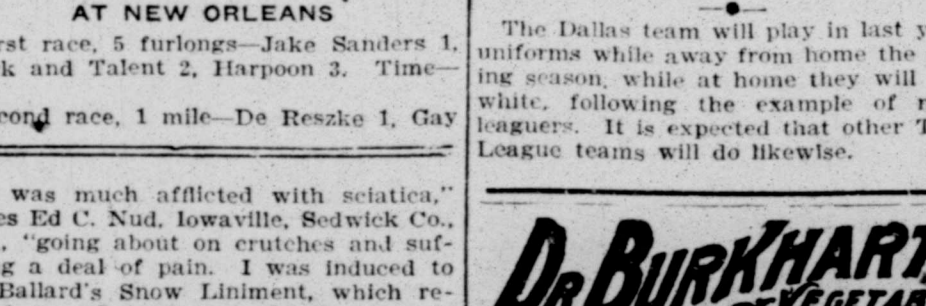 AT NEW ORLEANS
rst race, 5 furlongs—Jake Sanders 1,
k and Talent 2, Harpoon 3. Time—
cond race, 1 mile—De Reszke 1, Gay
was much afflicted with sciatica,"
es Ed C. Nud, Iowaville, Sedwick Co.,
, "going about on crutches and suf-
g a deal of pain. I was induced to
Ballard's Snow Liniment, which re-
The Dallas team will play in last y
uniforms while away from home the
ing season, while at home they will
white, following the example of
leaguers. It is expected that other T
League teams will do likewise.
DR BURKHART
VEGETAB